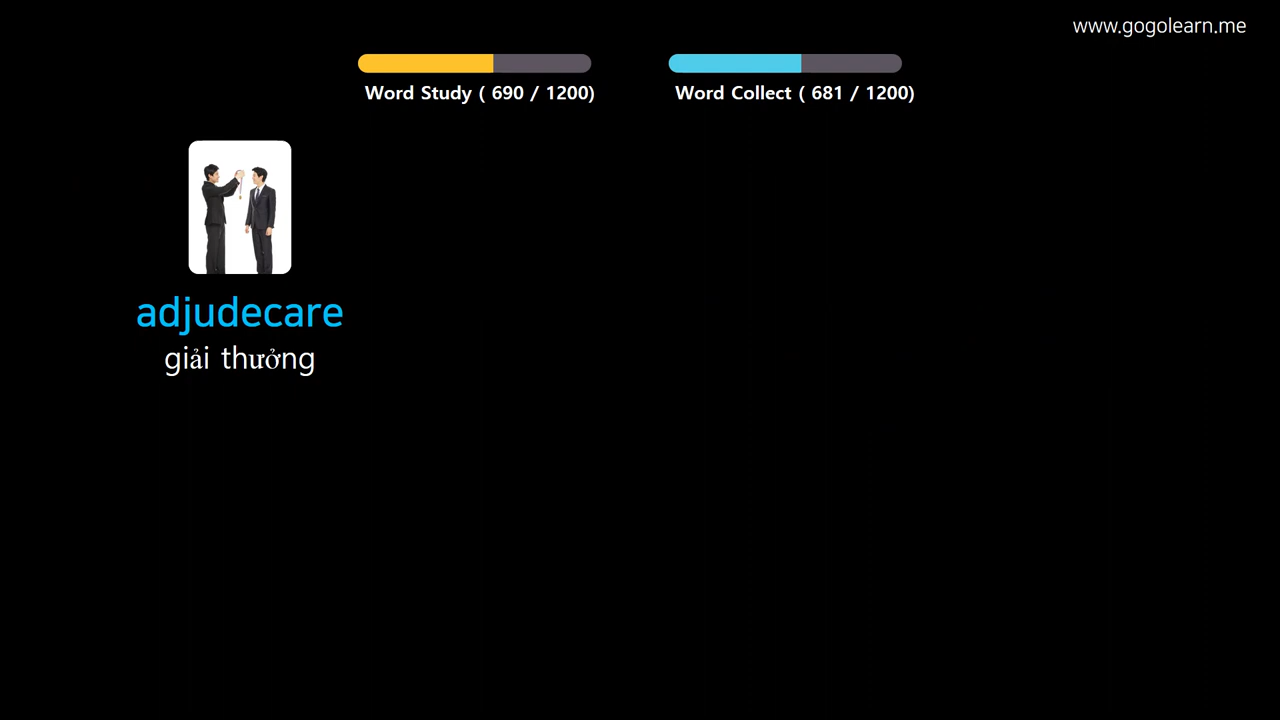 www.gogolearn.me
Word Study ( 690 / 1200)
Word Collect ( 681 / 1200)
adjudecare
giải thưởng